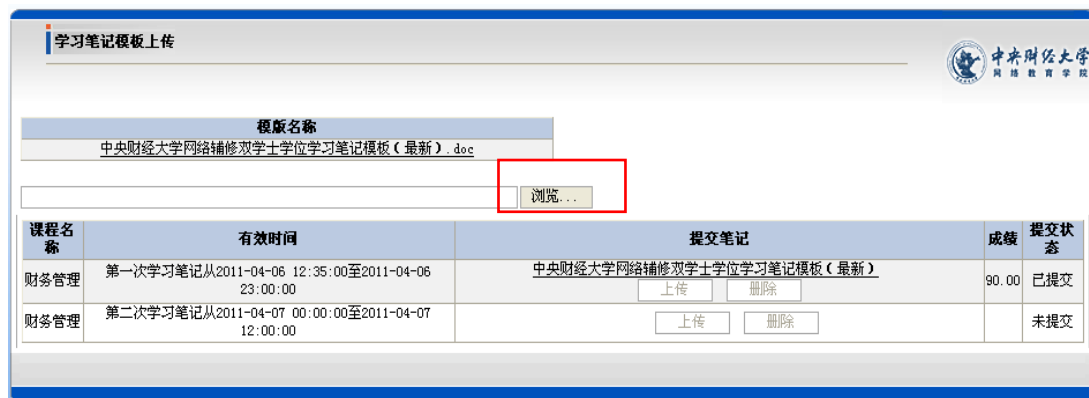 学习笔记模板上传
中央财经大学
网络教育学院
模版名称
中央财经大学网络辅修双学士学位学习笔记模板（最新）.doc
浏览...
课程名
称
有效时间
提交笔记
成绩
提交状
态
财务管理
第一次学习笔记从2011-04-06 12:35:00至2011-04-06
23:00:00
中央财经大学网络辅修双学士学位学习笔记模板（最新）
上传 删除
90.00
已提交
财务管理
第二次学习笔记从2011-04-07 00:00:00至2011-04-07
12:00:00
上传 删除
未提交